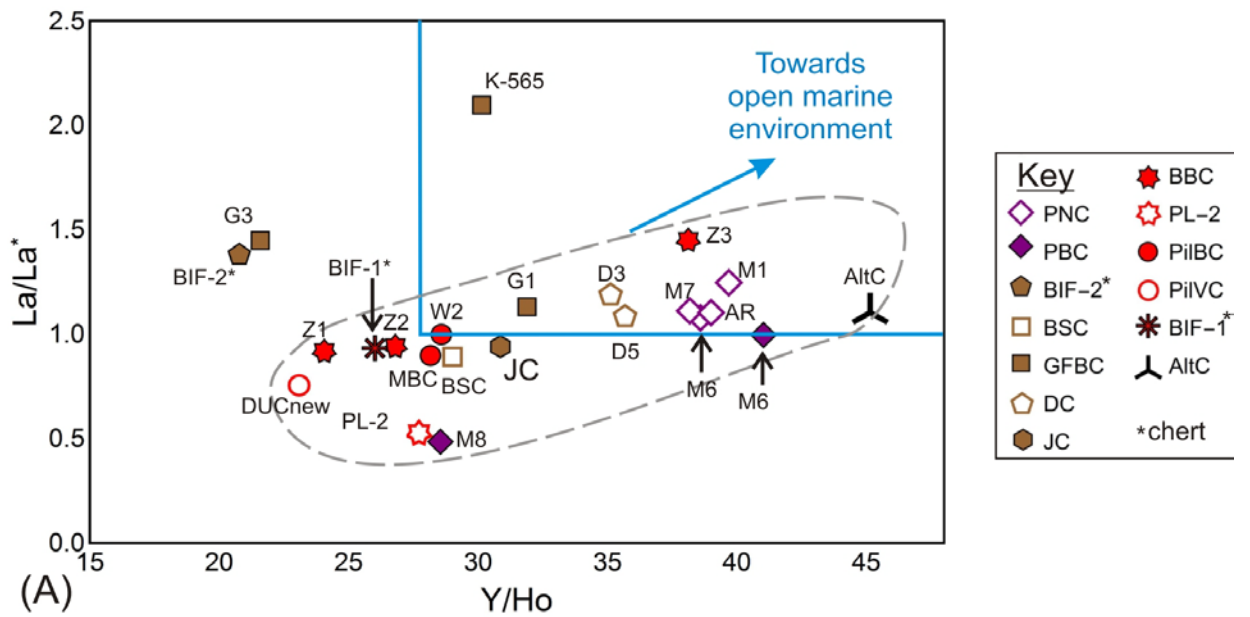 2.5
2.0
1.5
1.0
0.5
0.0
La/La*
15
20
25
30
35
40
45
Y/Ho
(A)
Towards
open marine
environment
K-565
G3
BIF-2*
BIF-1*
Z1
Z2
W2
G1
D3
D5
M7
M1
Z3
AR
AltC
MBC
BSC
JC
M6
M6
DUCnew
PL-2
M8
Key
PNC
PBC
BIF-2*
BSC
GFBC
DC
JC
BBC
PL-2
PilBC
PilVC
BIF-1*
AltC
*chert